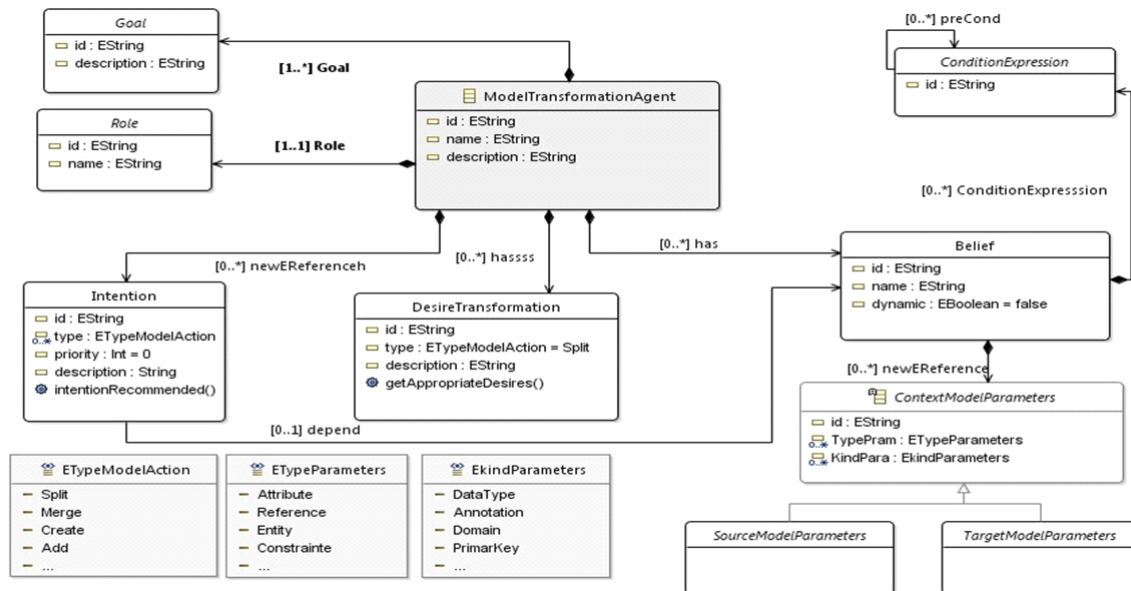 Goal
id : EString
description : EString
[1..*] Goal
[0..*] preCond
ConditionExpression
id : EString
ModelTransformationAgent
id : EString
name : EString
description : EString
Role
id : EString
name : EString
[1..1] Role
[0..*] ConditionExpresssion
[0..*] newEReferenceh
[0..*] hassss
[0..*] has
Belief
id : EString
name : EString
dynamic : EBoolean = false
Intention
id : EString
type : ETypeModelAction
priority : Int = 0
description : String
intentionRecommended()
DesireTransformation
id : EString
type : ETypeModelAction = Split
description : EString
getAppropriateDesires()
[0..*] newEReference
[0..1] depend
ContextModelParameters
id : EString
TypePram : ETypeParameters
KindPara : EkindParameters
ETypeModelAction
Split
Merge
Create
Add
...
ETypeParameters
Attribute
Reference
Entity
Constrainte
...
EkindParameters
DataType
Annotation
Domain
PrimarKey
...
SourceModelParameters
TargetModelParameters